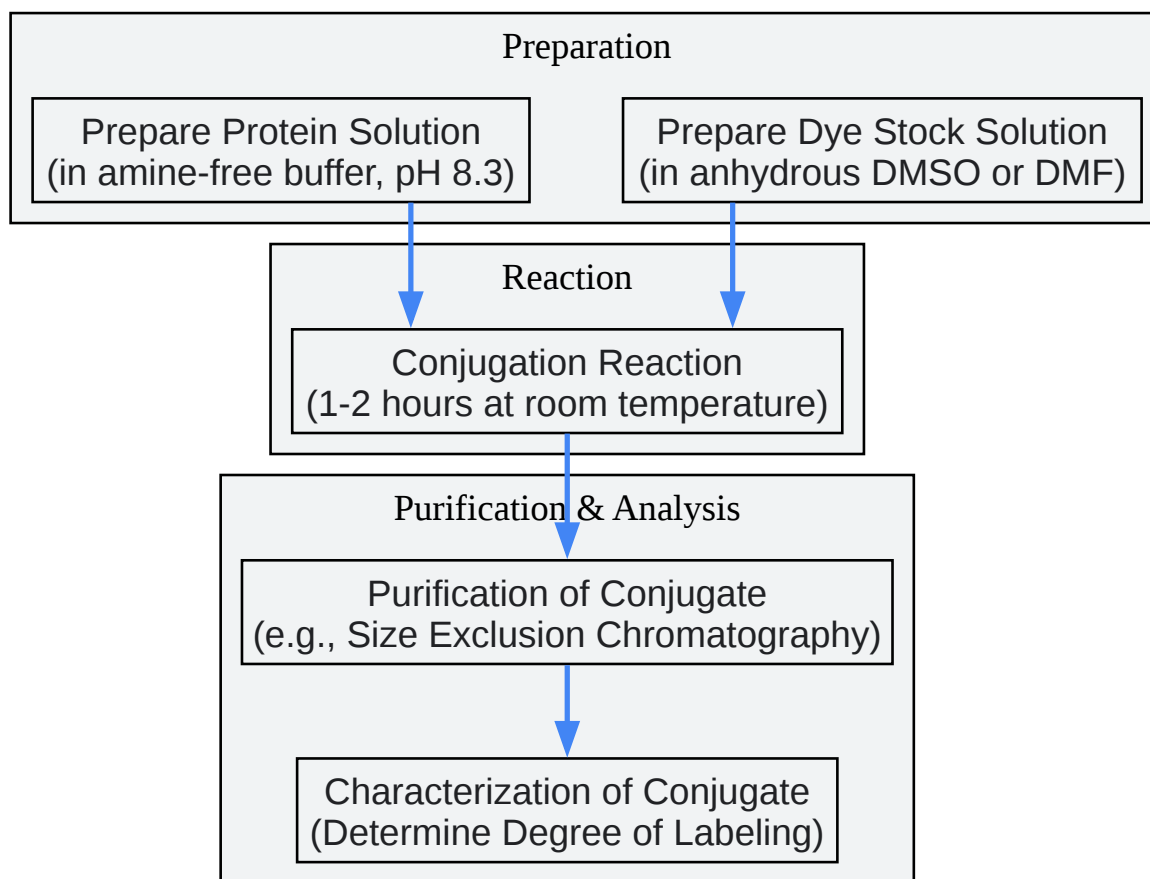 Preparation
Prepare Protein Solution
(in amine-free buffer, pH 8.3)
Prepare Dye Stock Solution
(in anhydrous DMSO or DMF)
Reaction
Conjugation Reaction
(1-2 hours at room temperature)
Purification & Analysis
Purification of Conjugate
(e.g., Size Exclusion Chromatography)
Characterization of Conjugate
(Determine Degree of Labeling)